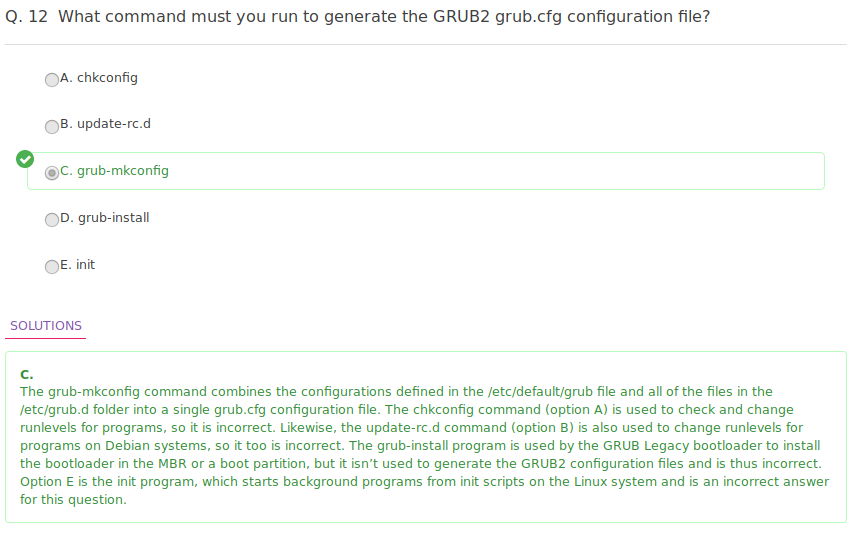 Q. 12 What command must you run to generate the GRUB2 grub.cfg configuration file?
A. chkconfig
B. update-rc.d
C. grub-mkconfig
D. grub-install
E. init
SOLUTIONS
C.
The grub-mkconfig command combines the configurations defined in the /etc/default/grub file and all of the files in the
/etc/grub.d folder into a single grub.cfg configuration file. The chkconfig command (option A) is used to check and change
runlevels for programs, so it is incorrect. Likewise, the update-rc.d command (option B) is also used to change runlevels for
programs on Debian systems, so it too is incorrect. The grub-install program is used by the GRUB Legacy bootloader to install
the bootloader in the MBR or a boot partition, but it isn’t used to generate the GRUB2 configuration files and is thus incorrect.
Option E is the init program, which starts background programs from init scripts on the Linux system and is an incorrect answer
for this question.